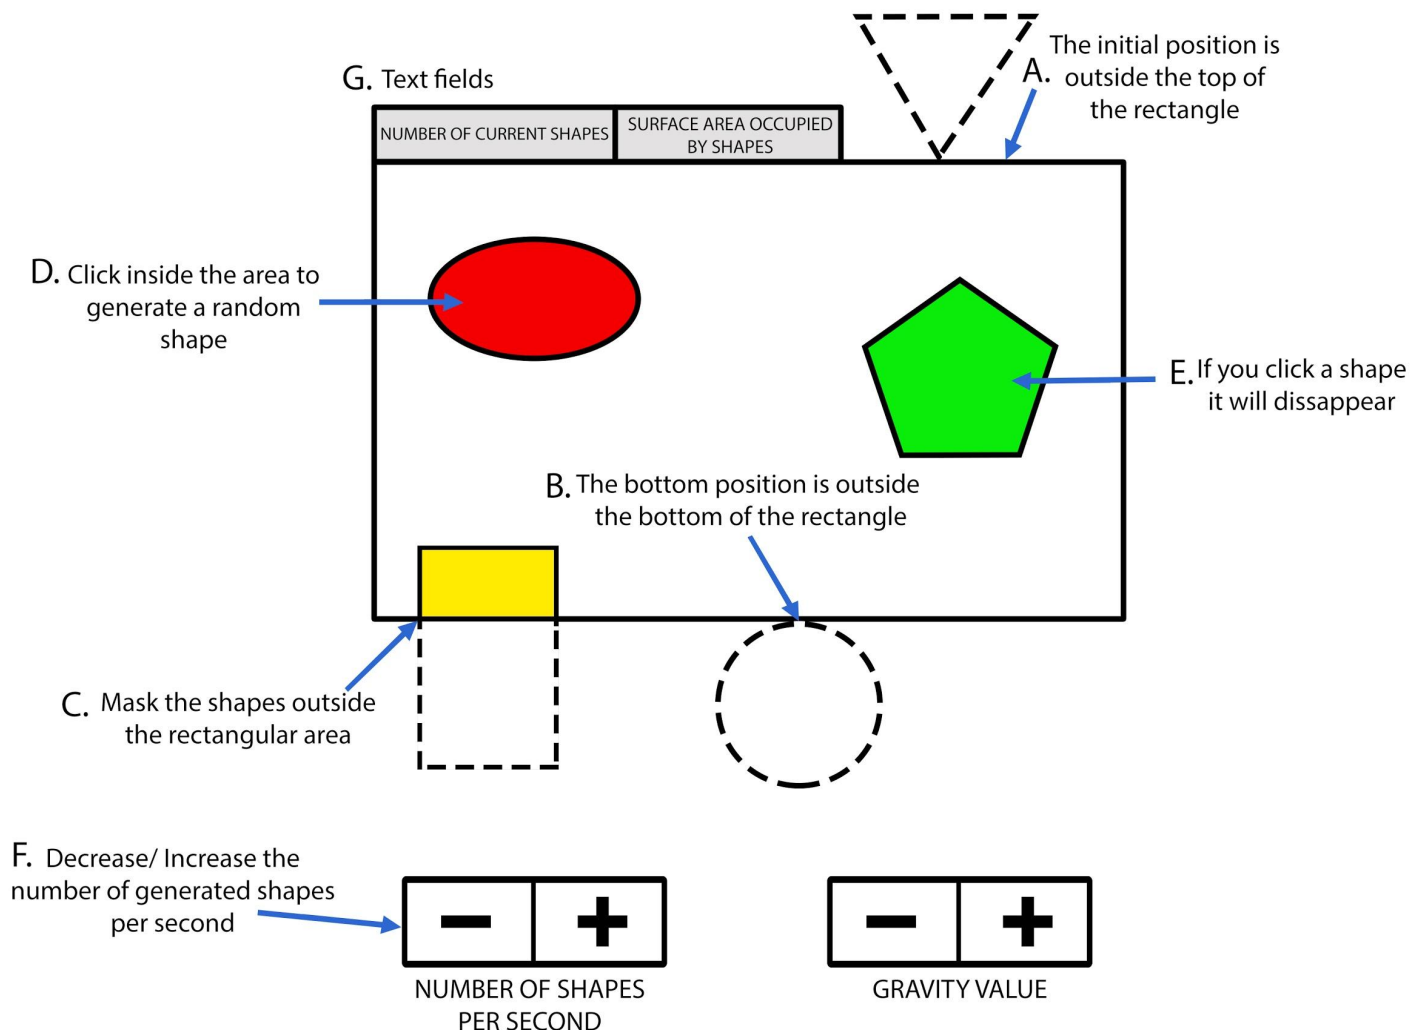 A. The initial position is
outside the top of
the rectangle
G. Text fields
NUMBER OF CURRENT SHAPES
SURFACE AREA OCCUPIED
BY SHAPES
D. Click inside the area to
generate a random
shape
E. If you click a shape
it will dissappear
B. The bottom position is outside
the bottom of the rectangle
C. Mask the shapes outside
the rectangular area
F. Decrease/ Increase the
number of generated shapes
per second
NUMBER OF SHAPES
PER SECOND
GRAVITY VALUE